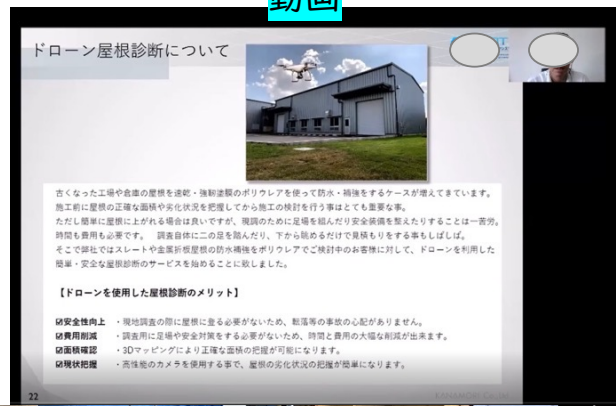 動画
ドローン屋根診断について
古くなった工場や倉庫の屋根を速乾・強靭塗膜のポリウレアを使って防水・補強をするケースが増えてきています。
施工前に屋根の正確な面積や劣化状況を把握してから施工の検討を行う事はとても重要な事。
ただし簡単に屋根に上がれる場合は良いですが、現調のために足場を組んだり安全装備を整えたりすることは一苦労。
時間も費用も必要です。 調査自体に二の足を踏んだり、下から眺めるだけで見積もりをする事もしばしば。
そこで弊社ではスレートや金属折板屋根の防水補強をポリウレアでご検討中のお客様に対して、ドローンを利用した
簡単・安全な屋根診断のサービスを始めることに致しました。
【ドローンを使用した屋根診断のメリット】
☑安全性向上 ・現地調査の際に屋根に登る必要がないため、転落等の事故の心配がありません。
☑費用削減 ・調査用に足場や安全対策をする必要がないため、時間と費用の大幅な削減が出来ます。
☑面積確認 ・3Dマッピングにより正確な面積の把握が可能になります。
☑現状把握 ・高性能のカメラを使用する事で、屋根の劣化状況の把握が簡単になります。
22